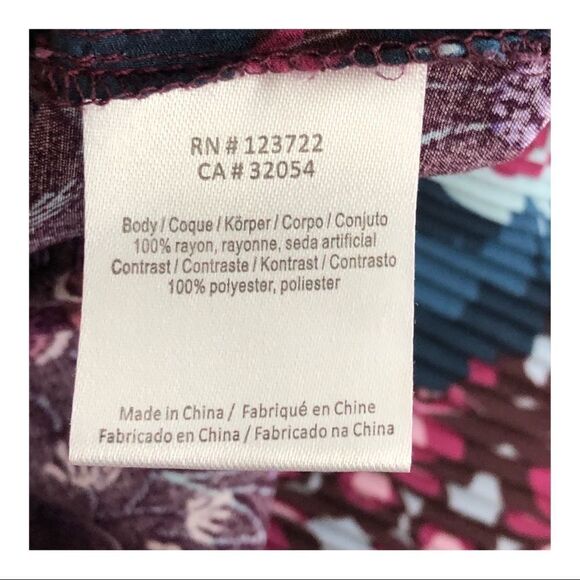 RN # 123722
CA # 32054
Body / Coque / Körper / Corpo / Conjuto
100% rayon, rayonne, seda artificial
Contrast / Contraste / Kontrast / Contrasto
100% polyester, poliester
Made in China / Fabriqué en Chine
Fabricado en China / Fabricado na China